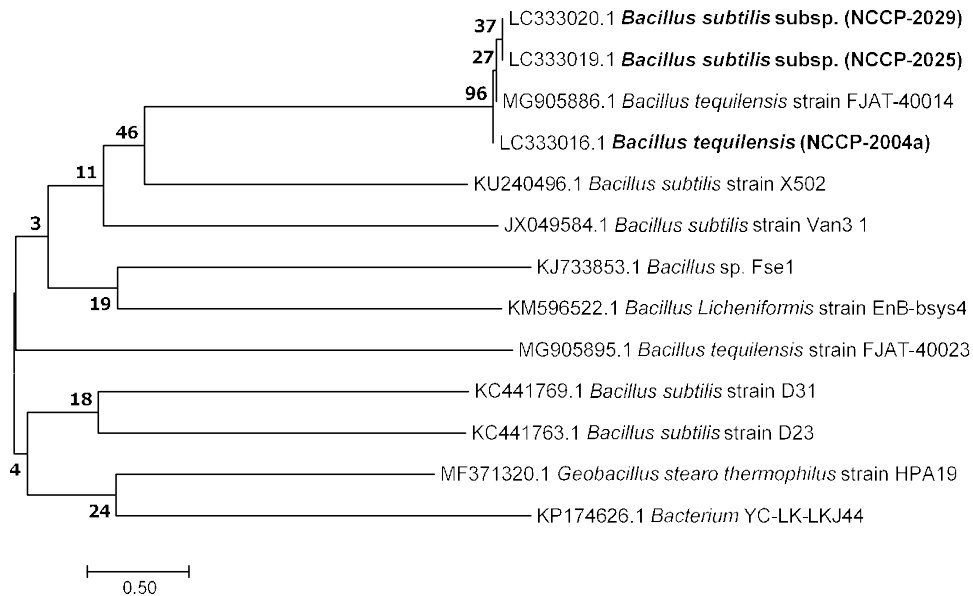 37
LC333020.1 Bacillus subtilis subsp. (NCCP-2029)
27
LC333019.1 Bacillus subtilis subsp. (NCCP-2025)
96
MG905886.1 Bacillus tequilensis strain FJAT-40014
LC333016.1 Bacillus tequilensis (NCCP-2004a)
46
KU240496.1 Bacillus subtilis strain X502
11
JX049584.1 Bacillus subtilis strain Van3 1
3
KJ733853.1 Bacillus sp. Fse1
19
KM596522.1 Bacillus Licheniformis strain EnB-bsys4
MG905895.1 Bacillus tequilensis strain FJAT-40023
KC441769.1 Bacillus subtilis strain D31
18
KC441763.1 Bacillus subtilis strain D23
4
MF371320.1 Geobacillus stearo thermophilus strain HPA19
24
KP174626.1 Bacterium YC-LK-LKJ44
0.50